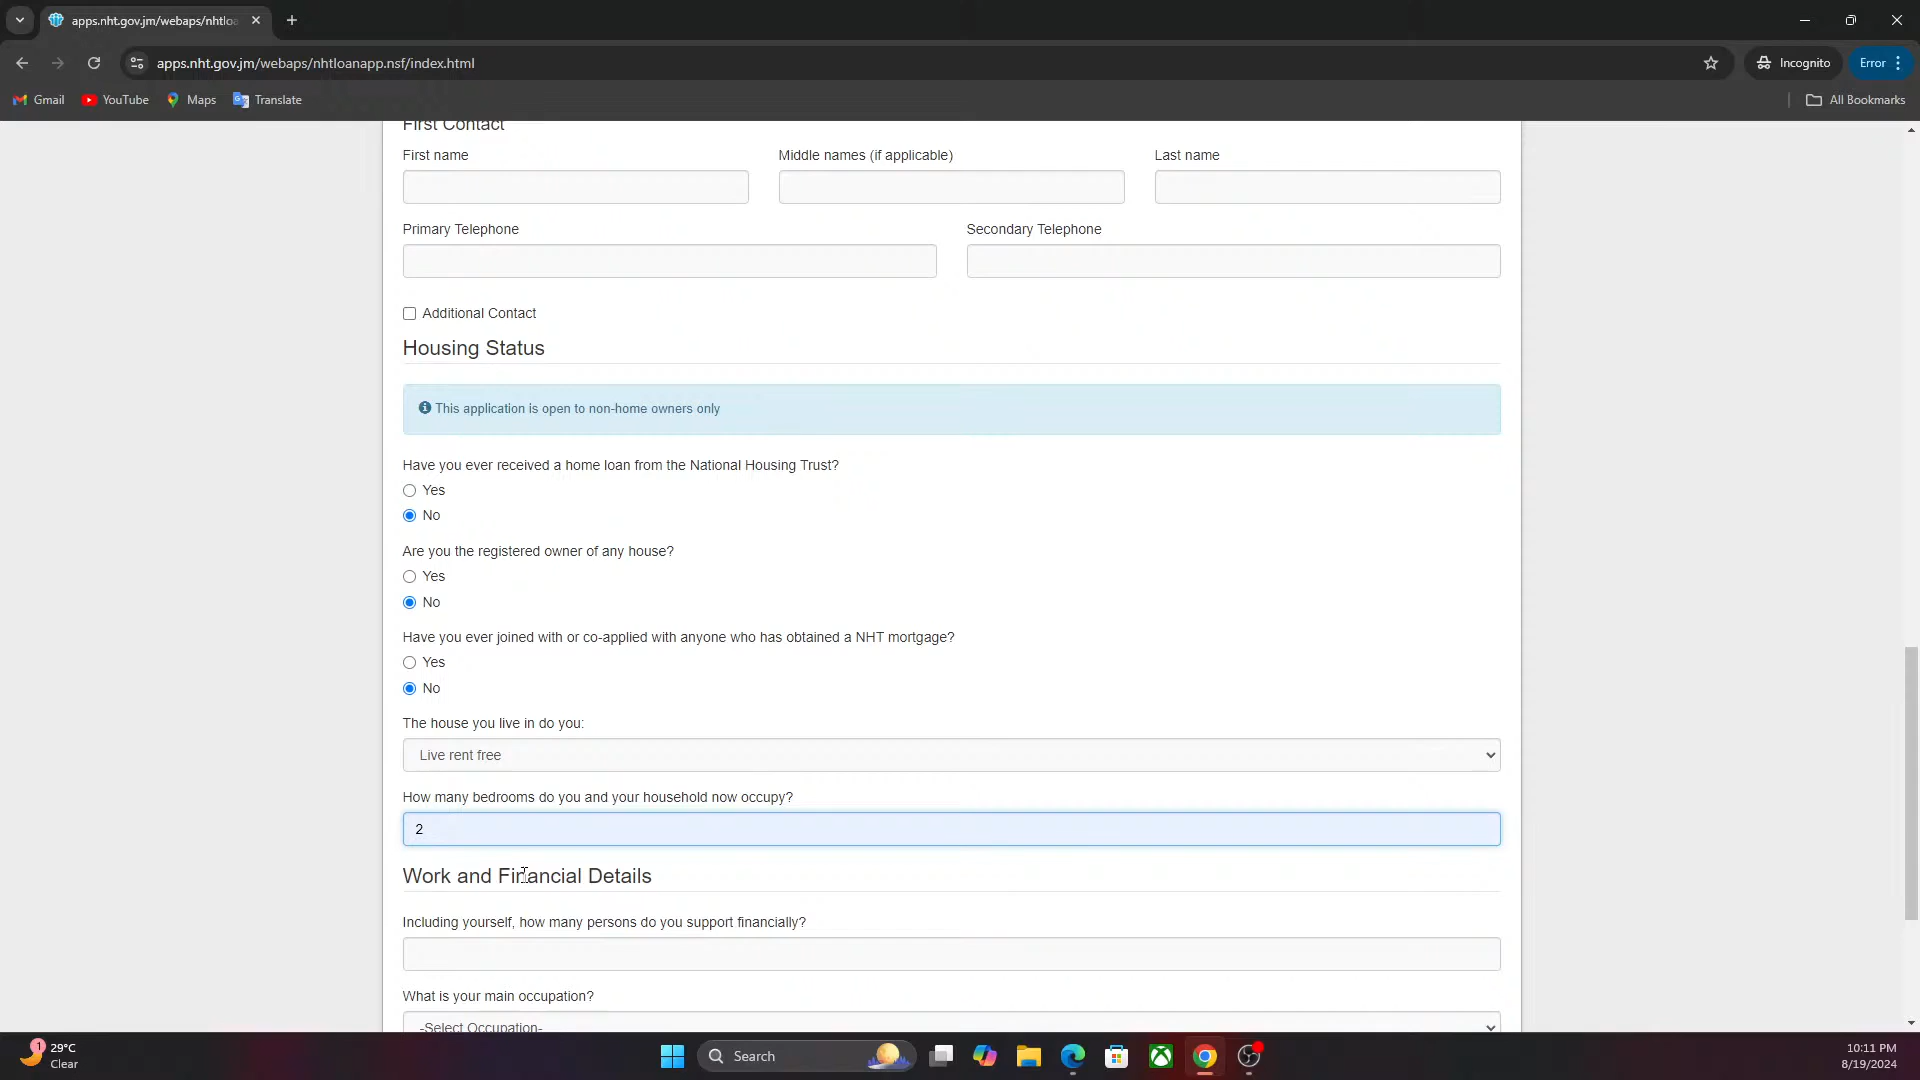 apps.nht.gov.jm/webaps/nhtloa
apps.nht.gov.jm/webaps/nhtloanapp.nsf/index.html
Incognito
Error
Gmail
YouTube
Maps
Translate
All Bookmarks
First Contact
First name
Middle names (if applicable)
Last name
Primary Telephone
Secondary Telephone
Additional Contact
Housing Status
This application is open to non-home owners only
Have you ever received a home loan from the National Housing Trust?
Yes
No
Are you the registered owner of any house?
Yes
No
Have you ever joined with or co-applied with anyone who has obtained a NHT mortgage?
Yes
No
The house you live in do you:
Live rent free
How many bedrooms do you and your household now occupy?
2
Work and Financial Details
Including yourself, how many persons do you support financially?
What is your main occupation?
-Select Occupation-
1
29°C
Clear
Search
10:11 PM
8/19/2024